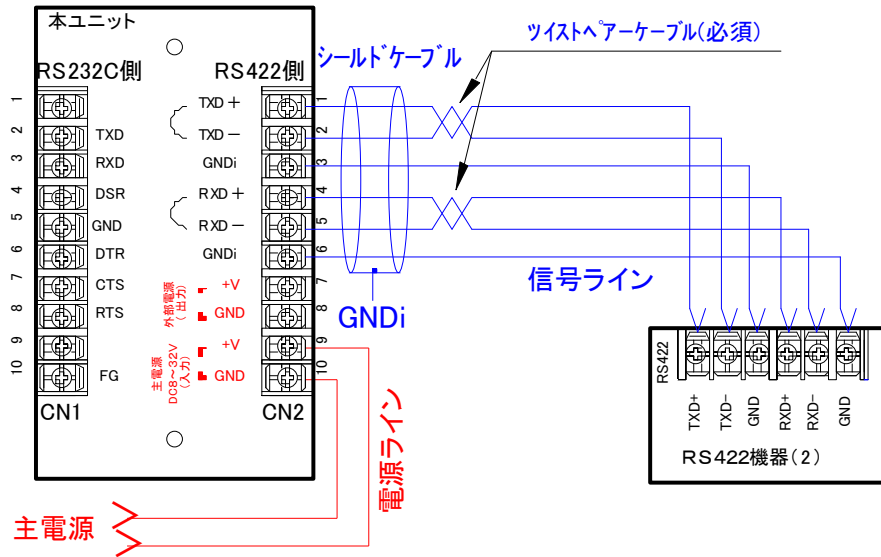 本ユニット
RS232C側
RS422側
シールドケーブル
ツイストペアーケーブル(必須)
1
2 TXD
3 RXD
4 DSR
5 GND
6 DTR
7 CTS
8 RTS
9
10 FG
CN1
TXD＋ 1
TXD－ 2
GNDi 3
RXD＋ 4
RXD－ 5
GNDi 6
外部電源
(出力)
+V 7
GND 8
主電源
DC8～32V
(入力)
+V 9
GND 10
CN2
GNDi
信号ライン
電源ライン
主電源
RS422
TXD+
TXD-
GND
RXD+
RXD-
GND
RS422機器(2)